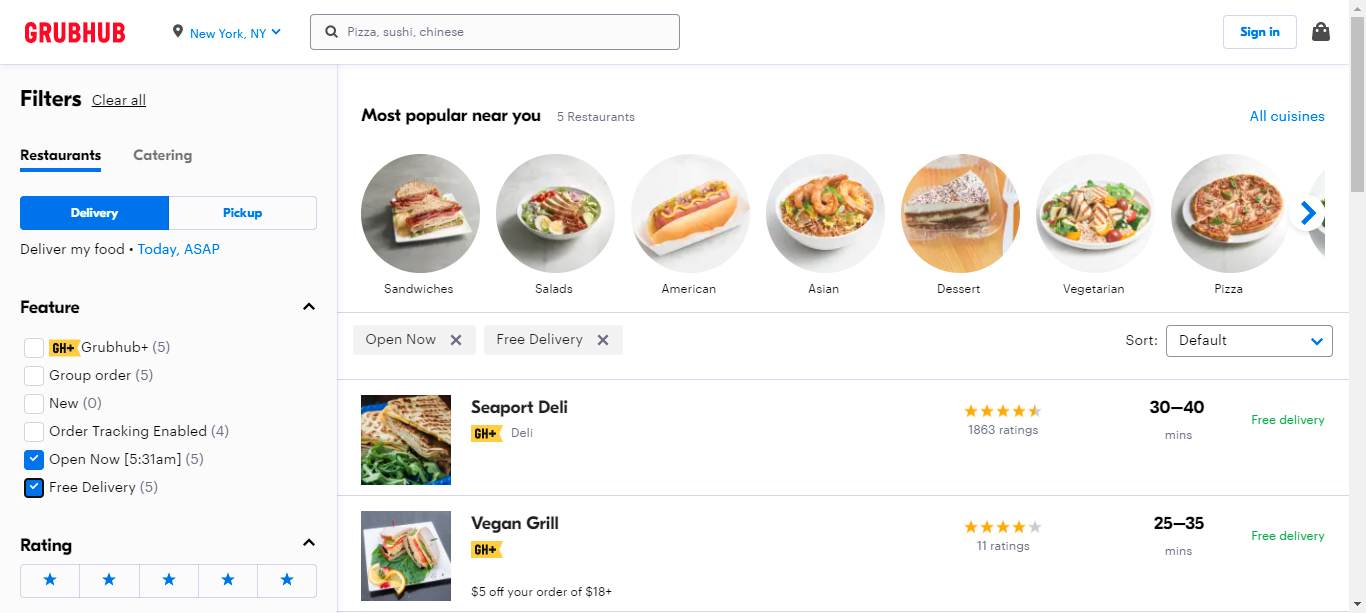 GRUBHUB
New York, NY
Pizza, sushi, chinese
Sign in
Filters
Clear all
Restaurants
Catering
Delivery
Pickup
Deliver my food • Today, ASAP
Feature
GH+ Grubhub+ (5)
Group order (5)
New (0)
Order Tracking Enabled (4)
Open Now [5:31am] (5)
Free Delivery (5)
Rating
Most popular near you
5 Restaurants
All cuisines
Sandwiches
Salads
American
Asian
Dessert
Vegetarian
Pizza
Open Now
Free Delivery
Sort:
Default
Seaport Deli
GH+ Deli
1863 ratings
30–40
mins
Free delivery
Vegan Grill
GH+
$5 off your order of $18+
11 ratings
25–35
mins
Free delivery